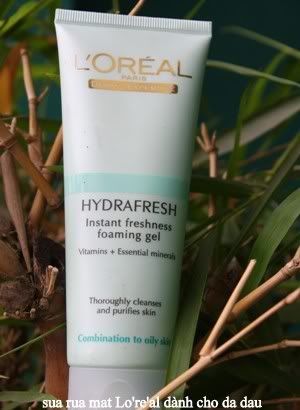 L'ORÉAL
PARIS
HYDRAFRESH
Instant freshness
foaming gel
Vitamins + Essential minerals
Thoroughly cleanses
and purifies skin
Combination to oily skin
sua rua mat Lo're'al dành cho da dau